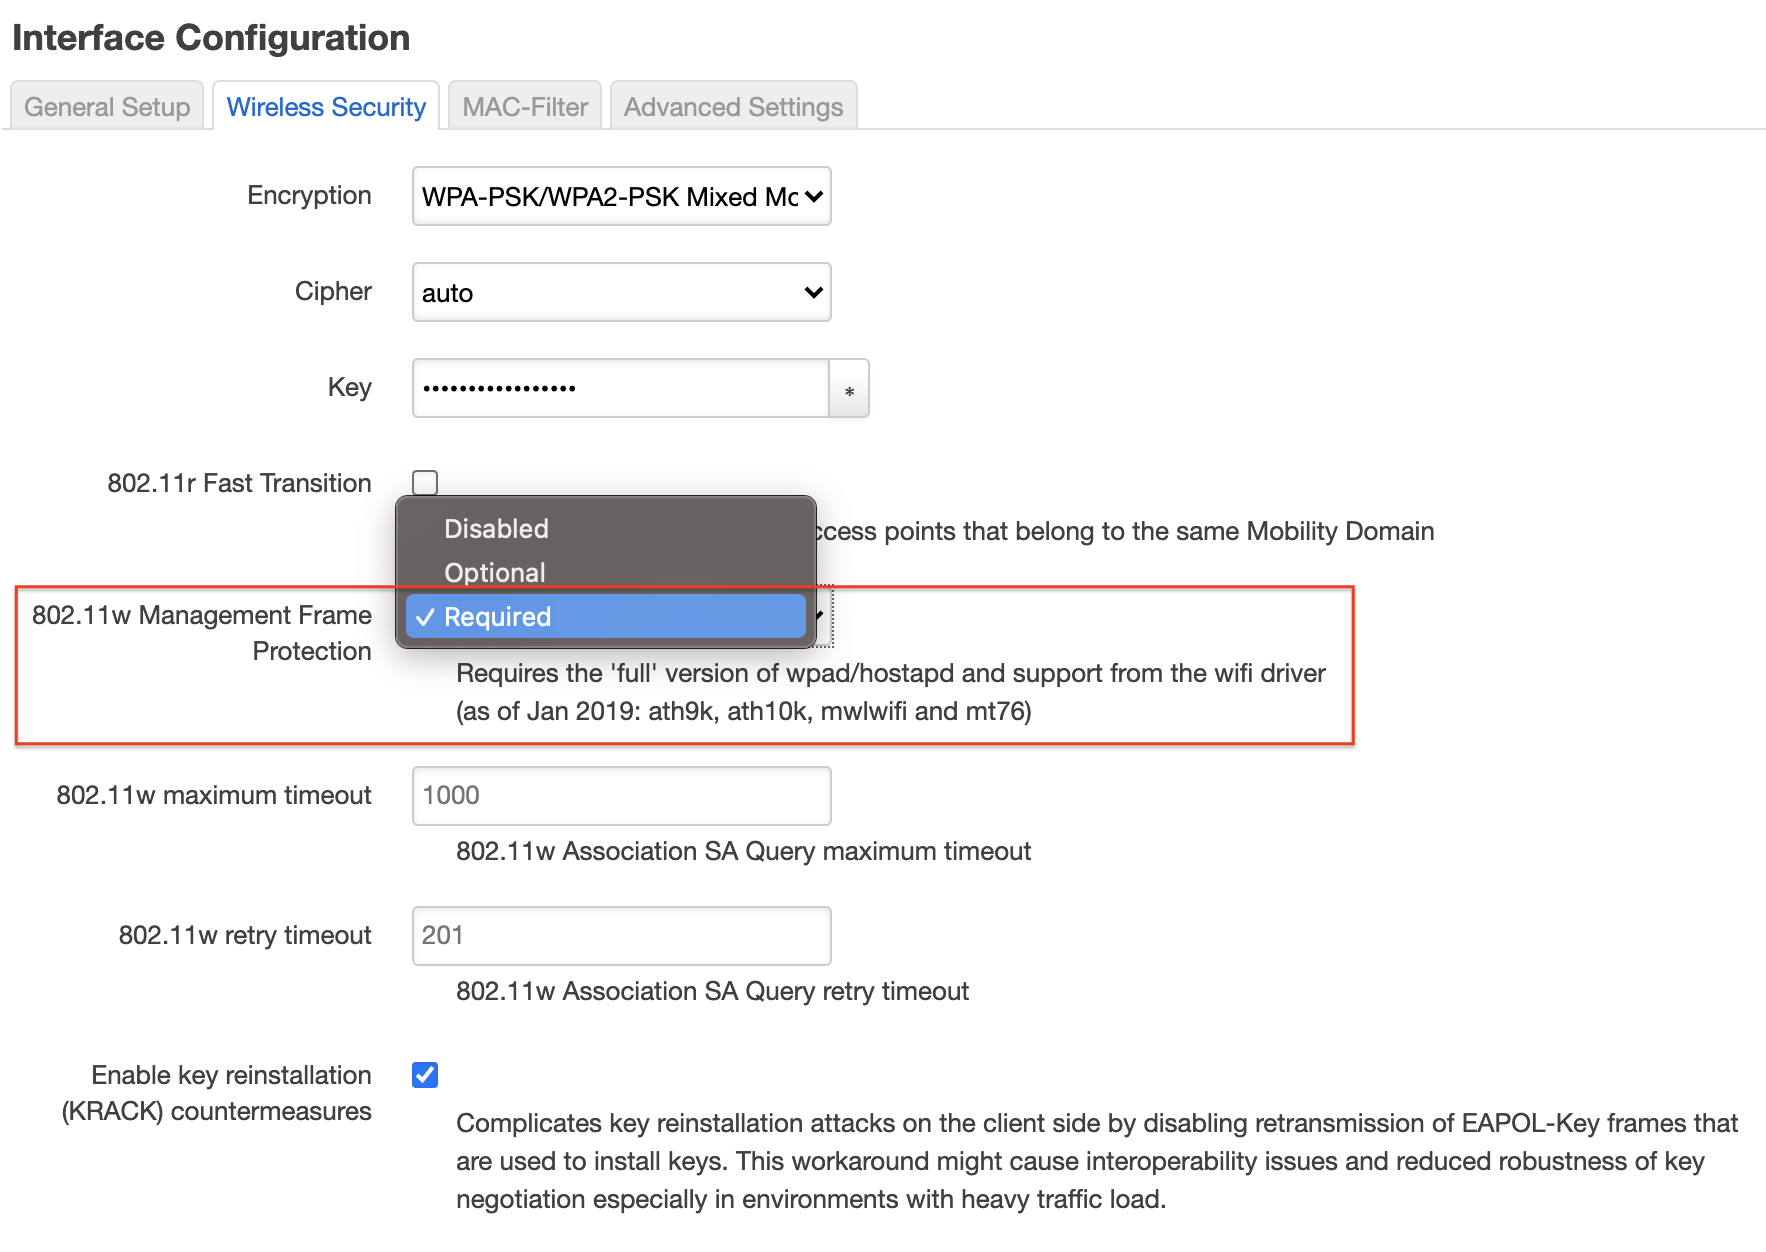 Interface Configuration
General Setup Wireless Security MAC-Filter Advanced Settings
Encryption WPA-PSK/WPA2-PSK Mixed Mo
Cipher auto
Key ••••••••••••••••• *
802.11r Fast Transition
points that belong to the same Mobility Domain
Disabled
Optional
802.11w Management Frame
Protection
✓ Required
Requires the 'full' version of wpad/hostapd and support from the wifi driver
(as of Jan 2019: ath9k, ath10k, mwlwifi and mt76)
802.11w maximum timeout 1000
802.11w Association SA Query maximum timeout
802.11w retry timeout 201
802.11w Association SA Query retry timeout
Enable key reinstallation
(KRACK) countermeasures
Complicates key reinstallation attacks on the client side by disabling retransmission of EAPOL-Key frames that
are used to install keys. This workaround might cause interoperability issues and reduced robustness of key
negotiation especially in environments with heavy traffic load.